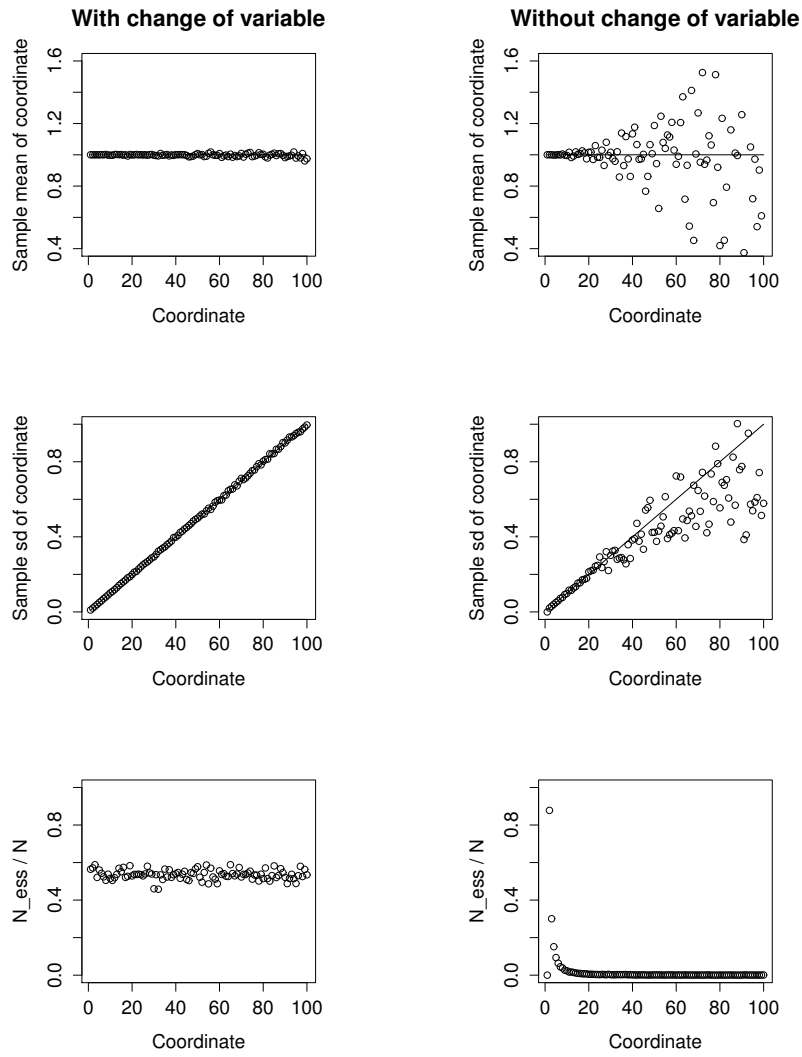 With change of variable
Without change of variable
Sample mean of coordinate
0.4 0.8 1.2 1.6
0 20 40 60 80 100
Coordinate
Sample mean of coordinate
0.4 0.8 1.2 1.6
0 20 40 60 80 100
Coordinate
Sample sd of coordinate
0.0 0.4 0.8
0 20 40 60 80 100
Coordinate
Sample sd of coordinate
0.0 0.4 0.8
0 20 40 60 80 100
Coordinate
N_ess / N
0.0 0.4 0.8
0 20 40 60 80 100
Coordinate
N_ess / N
0.0 0.4 0.8
0 20 40 60 80 100
Coordinate